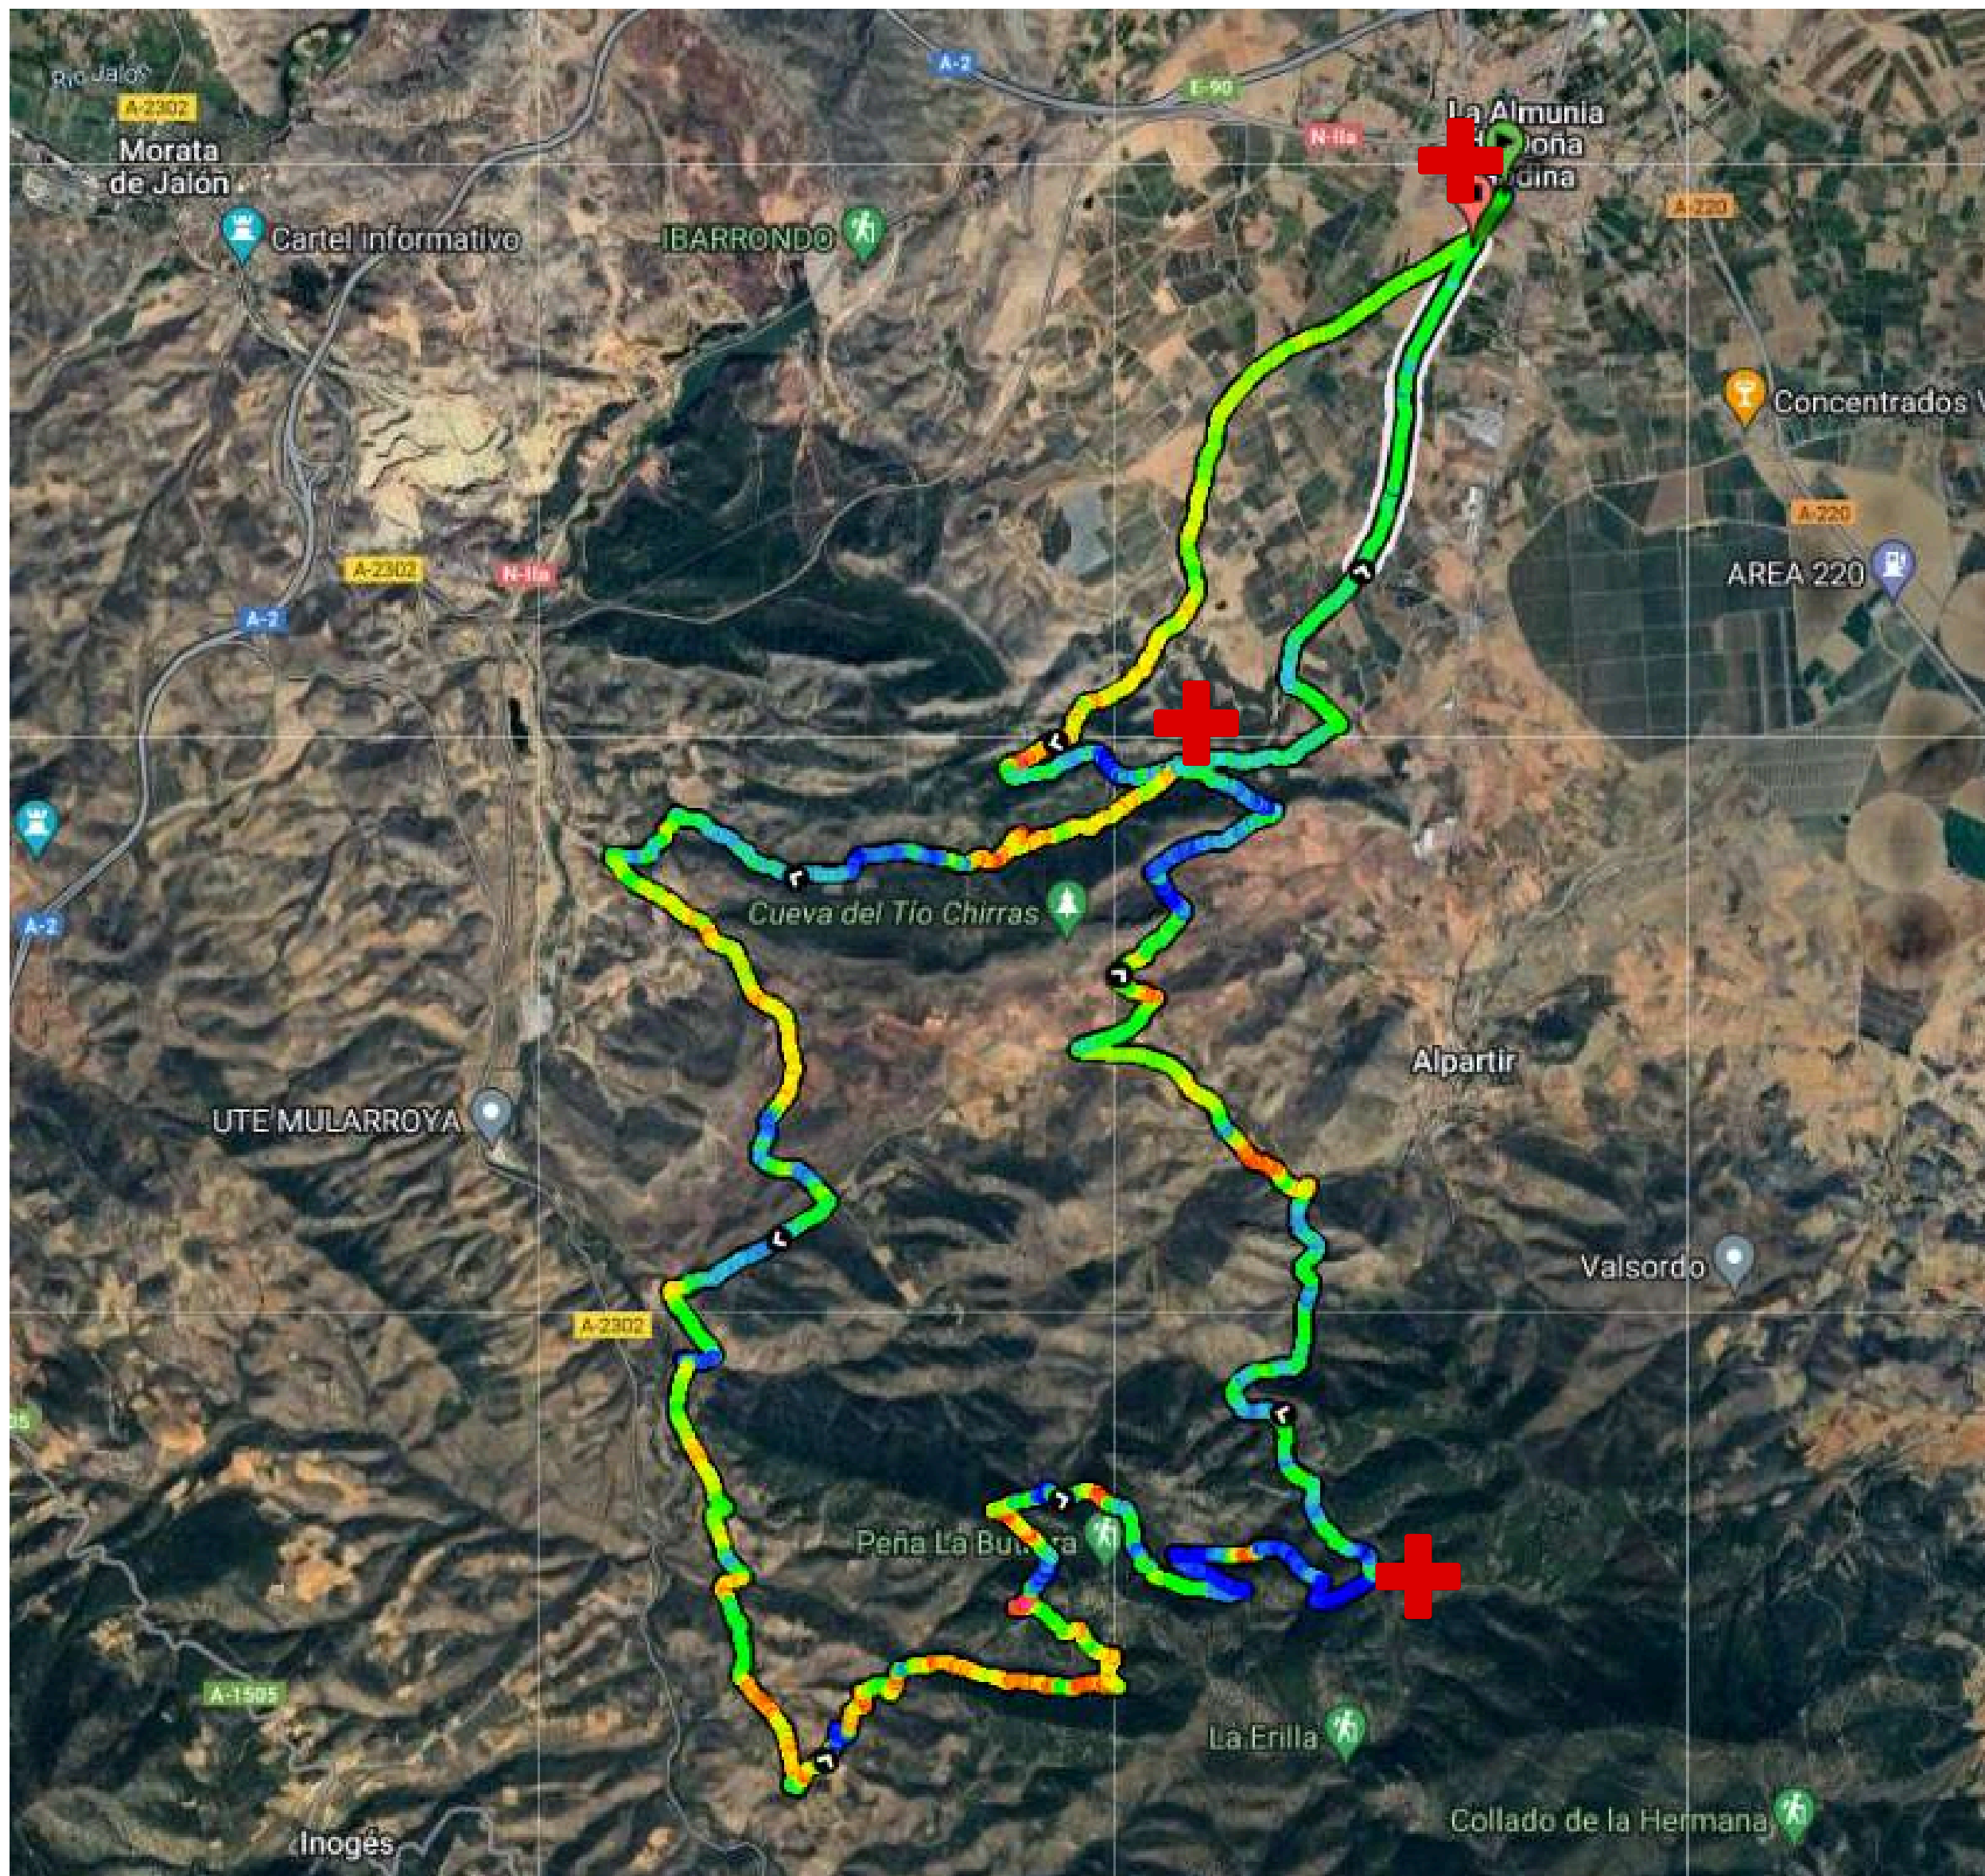 Río Jalón
A-2302
Morata
de Jalón
Cartel informativo
IBARRONDO
A-2
E-90
N-IIa
La Almunia
Doña
A-220
Concentrados V
A-220
AREA 220
A-2302
N-IIa
A-2
Cueva del Tío Chirras
A-2
Alpartir
UTE MULARROYA
Valsordo
A-2302
05
Peña La
A-1505
La Erilla
Collado de la Hermana
Inogés